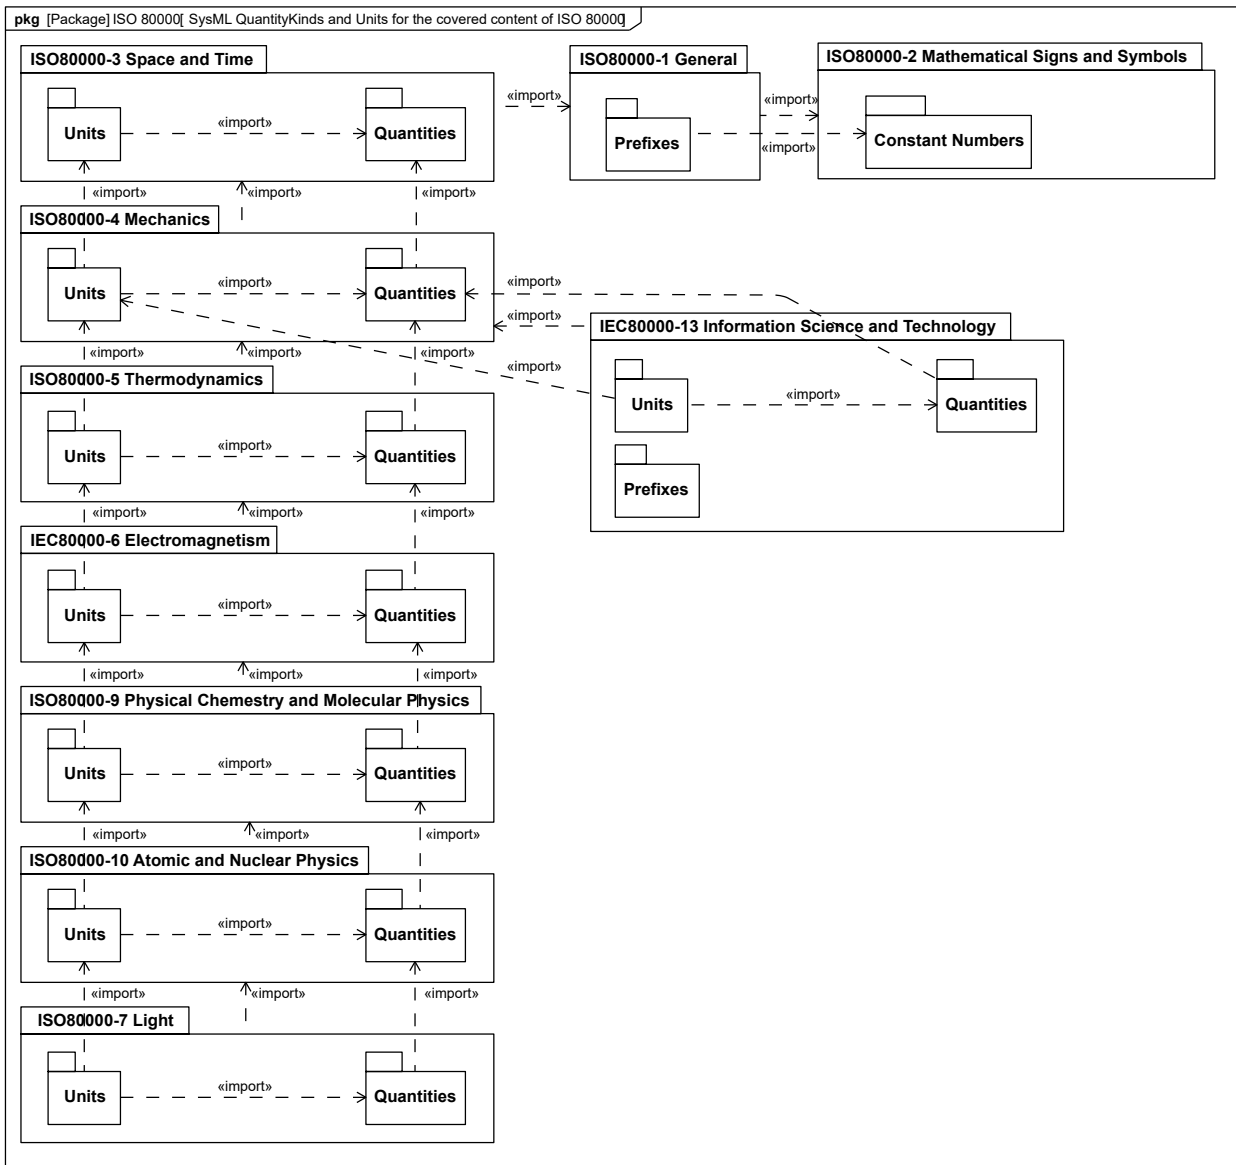 pkg [Package] ISO 80000[ SysML QuantityKinds and Units for the covered content of ISO 80000]
ISO80000-3 Space and Time
Units
«import»
Quantities
«import»
ISO80000-1 General
Prefixes
«import»
«import»
ISO80000-2 Mathematical Signs and Symbols
Constant Numbers
«import»
«import»
«import»
ISO80000-4 Mechanics
Units
«import»
Quantities
«import»
«import»
«import»
IEC80000-13 Information Science and Technology
Units
«import»
Quantities
Prefixes
«import»
«import»
«import»
ISO80000-5 Thermodynamics
Units
«import»
Quantities
«import»
«import»
«import»
IEC80000-6 Electromagnetism
Units
«import»
Quantities
«import»
«import»
«import»
ISO80000-9 Physical Chemestry and Molecular Physics
Units
«import»
Quantities
«import»
«import»
«import»
ISO80000-10 Atomic and Nuclear Physics
Units
«import»
Quantities
«import»
«import»
«import»
ISO80000-7 Light
Units
«import»
Quantities